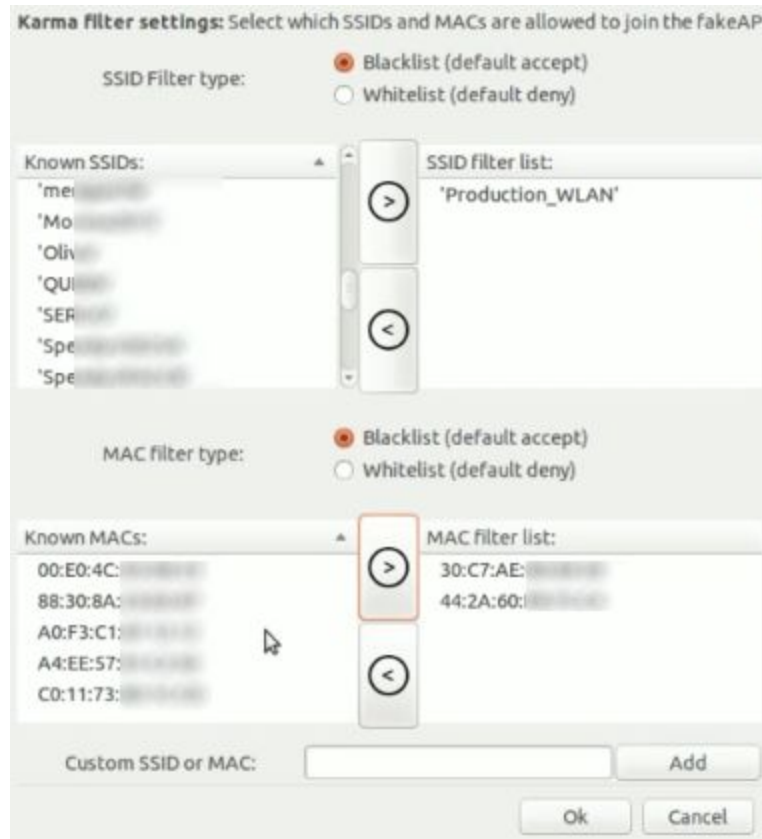 Karma filter settings: Select which SSIDs and MACs are allowed to join the fakeAP
SSID Filter type:
Blacklist (default accept)
Whitelist (default deny)
Known SSIDs:
SSID filter list:
'Production_WLAN'
MAC filter type:
Blacklist (default accept)
Whitelist (default deny)
Known MACs:
00:E0:4C:
88:30:8A:
A0:F3:C1:
A4:EE:57:
C0:11:73:
MAC filter list:
30:C7:AE:
44:2A:60:
Custom SSID or MAC:
Add
Ok
Cancel